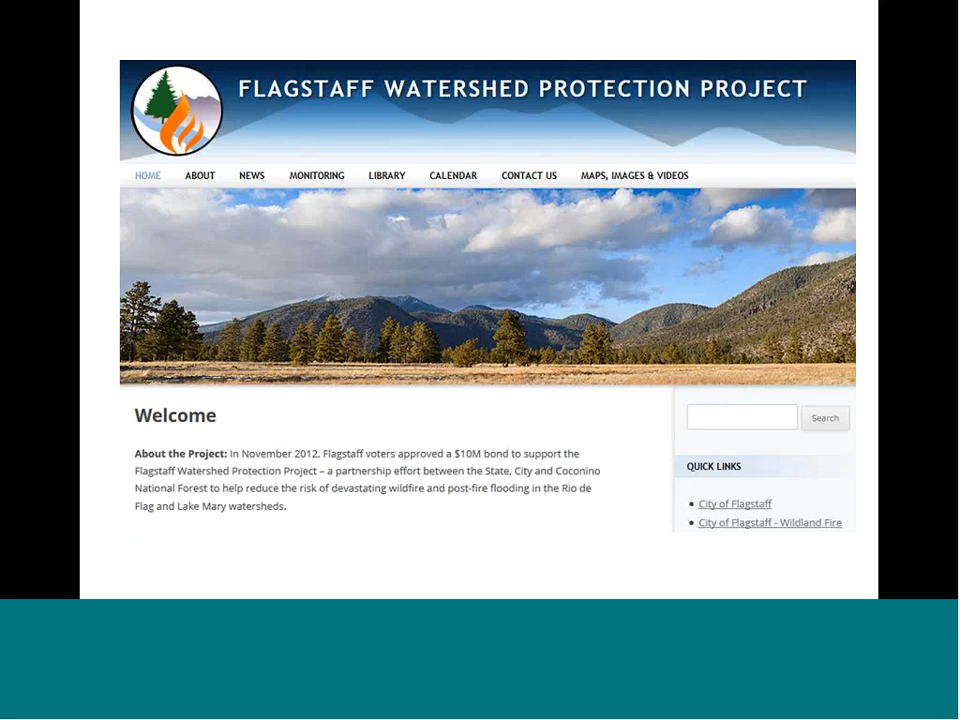 FLAGSTAFF WATERSHED PROTECTION PROJECT
HOME ABOUT NEWS MONITORING LIBRARY CALENDAR CONTACT US MAPS, IMAGES & VIDEOS
Welcome
About the Project: In November 2012, Flagstaff voters approved a $10M bond to support the
Flagstaff Watershed Protection Project – a partnership effort between the State, City and Coconino
National Forest to help reduce the risk of devastating wildfire and post-fire flooding in the Rio de
Flag and Lake Mary watersheds.
Search
QUICK LINKS
• City of Flagstaff
• City of Flagstaff - Wildland Fire